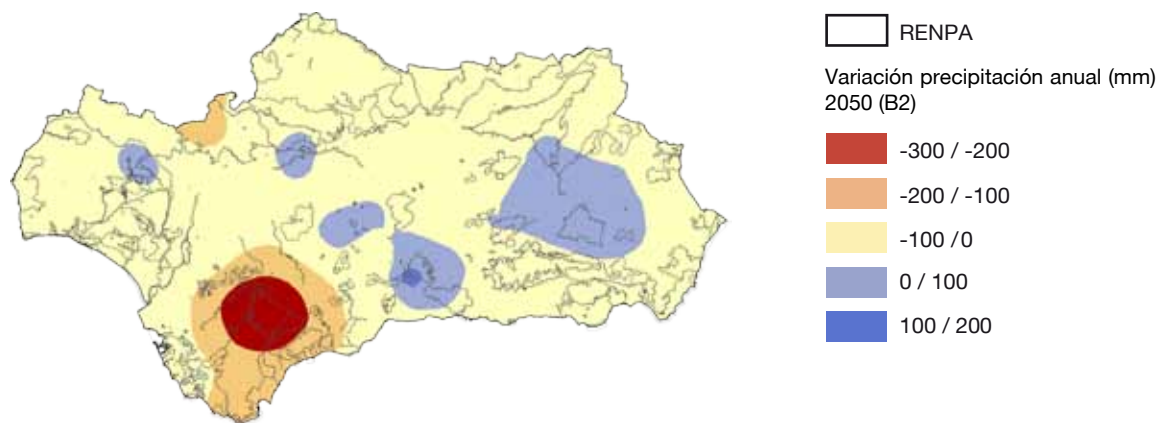 RENPA
Variación precipitación anual (mm)
2050 (B2)
-300 / -200
-200 / -100
-100 /0
0 / 100
100 / 200